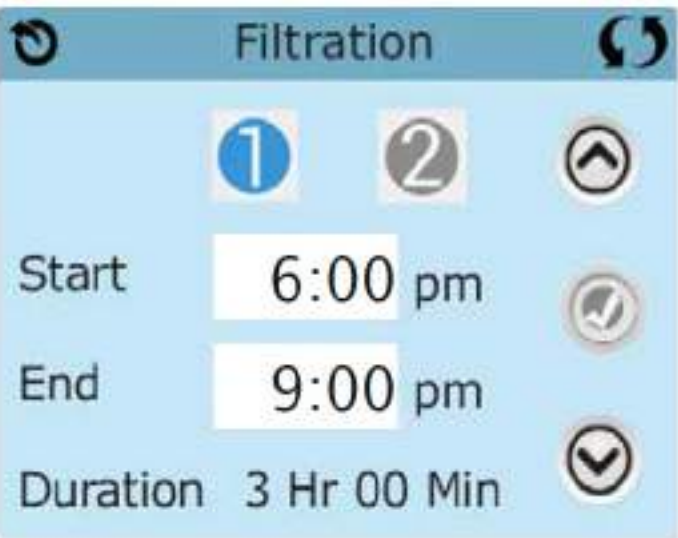 Filtration
1 2
Start 6:00 pm
End 9:00 pm
Duration 3 Hr 00 Min